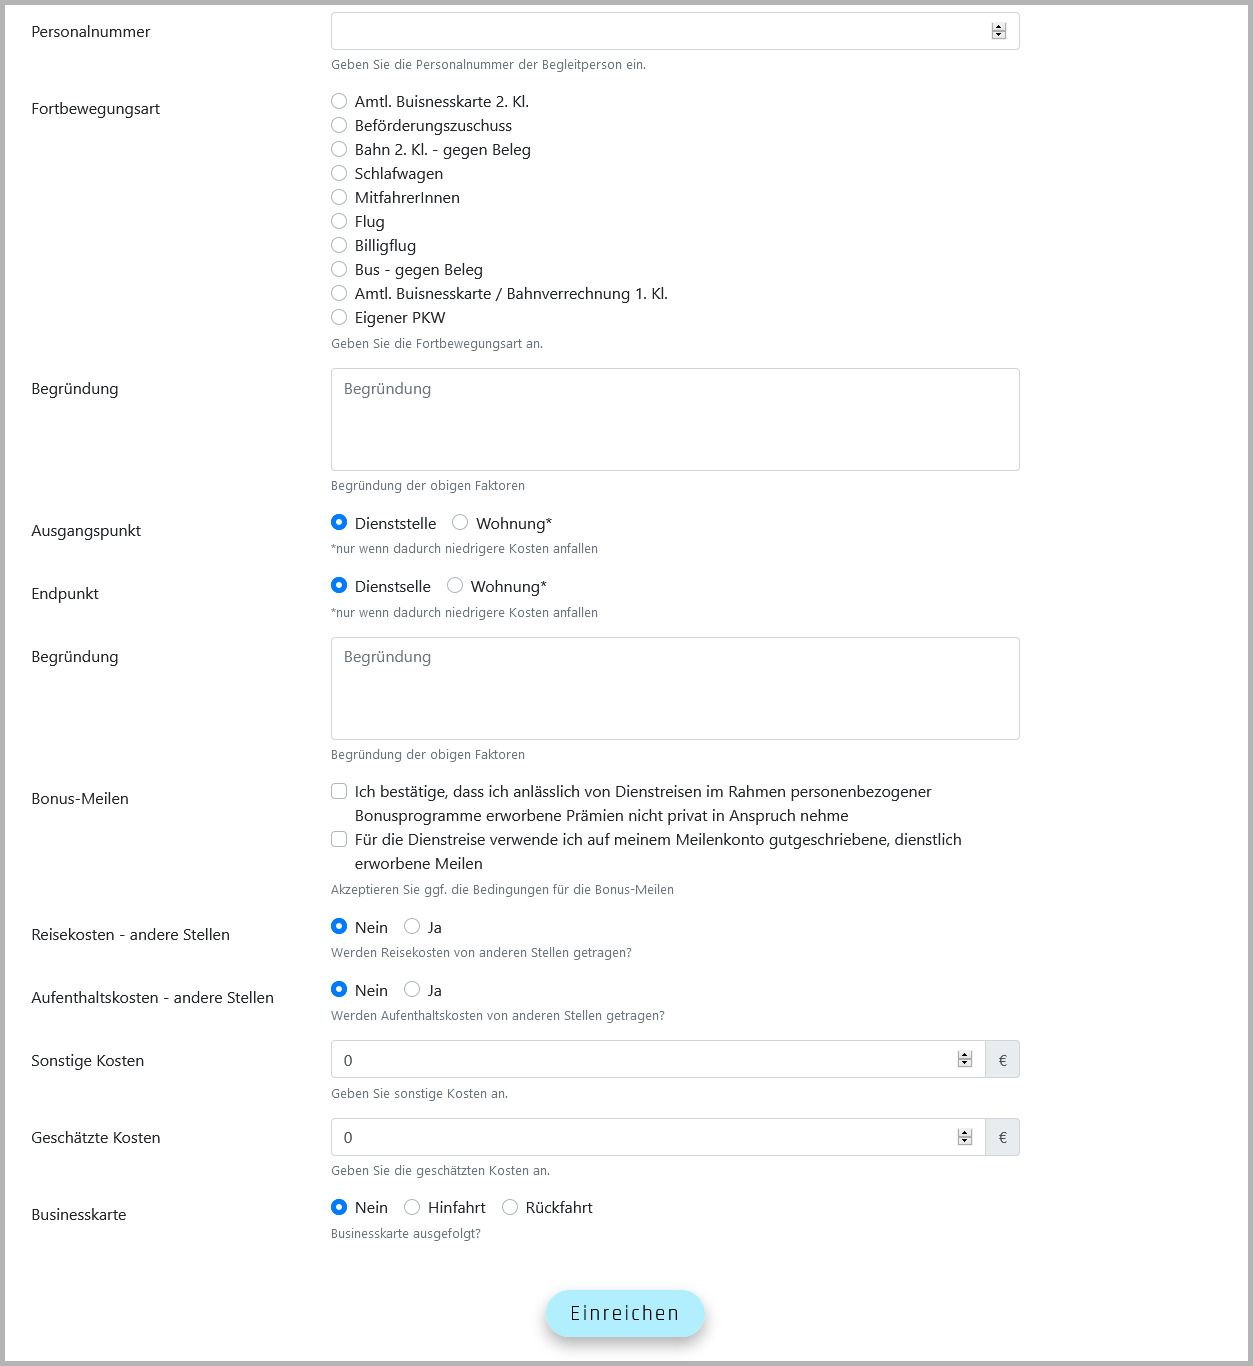 Personalnummer
Geben Sie die Personalnummer der Begleitperson ein.
Fortbewegungsart
Amtl. Buisnesskarte 2. Kl.
Beförderungszuschuss
Bahn 2. Kl. - gegen Beleg
Schlafwagen
MitfahrerInnen
Flug
Billigflug
Bus - gegen Beleg
Amtl. Buisnesskarte / Bahnverrechnung 1. Kl.
Eigener PKW
Geben Sie die Fortbewegungsart an.
Begründung
Begründung
Begründung der obigen Faktoren
Ausgangspunkt
Dienststelle Wohnung*
*nur wenn dadurch niedrigere Kosten anfallen
Endpunkt
Dienstselle Wohnung*
*nur wenn dadurch niedrigere Kosten anfallen
Begründung
Begründung
Begründung der obigen Faktoren
Bonus-Meilen
Ich bestätige, dass ich anlässlich von Dienstreisen im Rahmen personenbezogener
Bonusprogramme erworbene Prämien nicht privat in Anspruch nehme
Für die Dienstreise verwende ich auf meinem Meilenkonto gutgeschriebene, dienstlich
erworbene Meilen
Akzeptieren Sie ggf. die Bedingungen für die Bonus-Meilen
Reisekosten - andere Stellen
Nein Ja
Werden Reisekosten von anderen Stellen getragen?
Aufenthaltskosten - andere Stellen
Nein Ja
Werden Aufenthaltskosten von anderen Stellen getragen?
Sonstige Kosten
0 €
Geben Sie sonstige Kosten an.
Geschätzte Kosten
0 €
Geben Sie die geschätzten Kosten an.
Businesskarte
Nein Hinfahrt Rückfahrt
Businesskarte ausgefolgt?
Einreichen